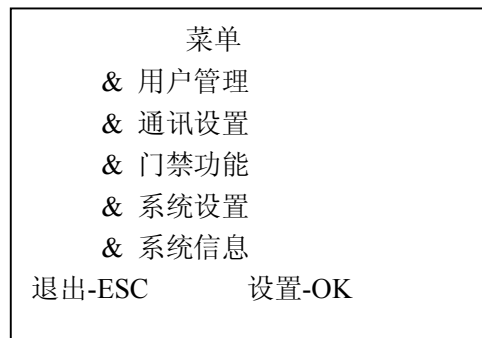 菜单
& 用户管理
& 通讯设置
& 门禁功能
& 系统设置
& 系统信息
退出-ESC 设置-OK